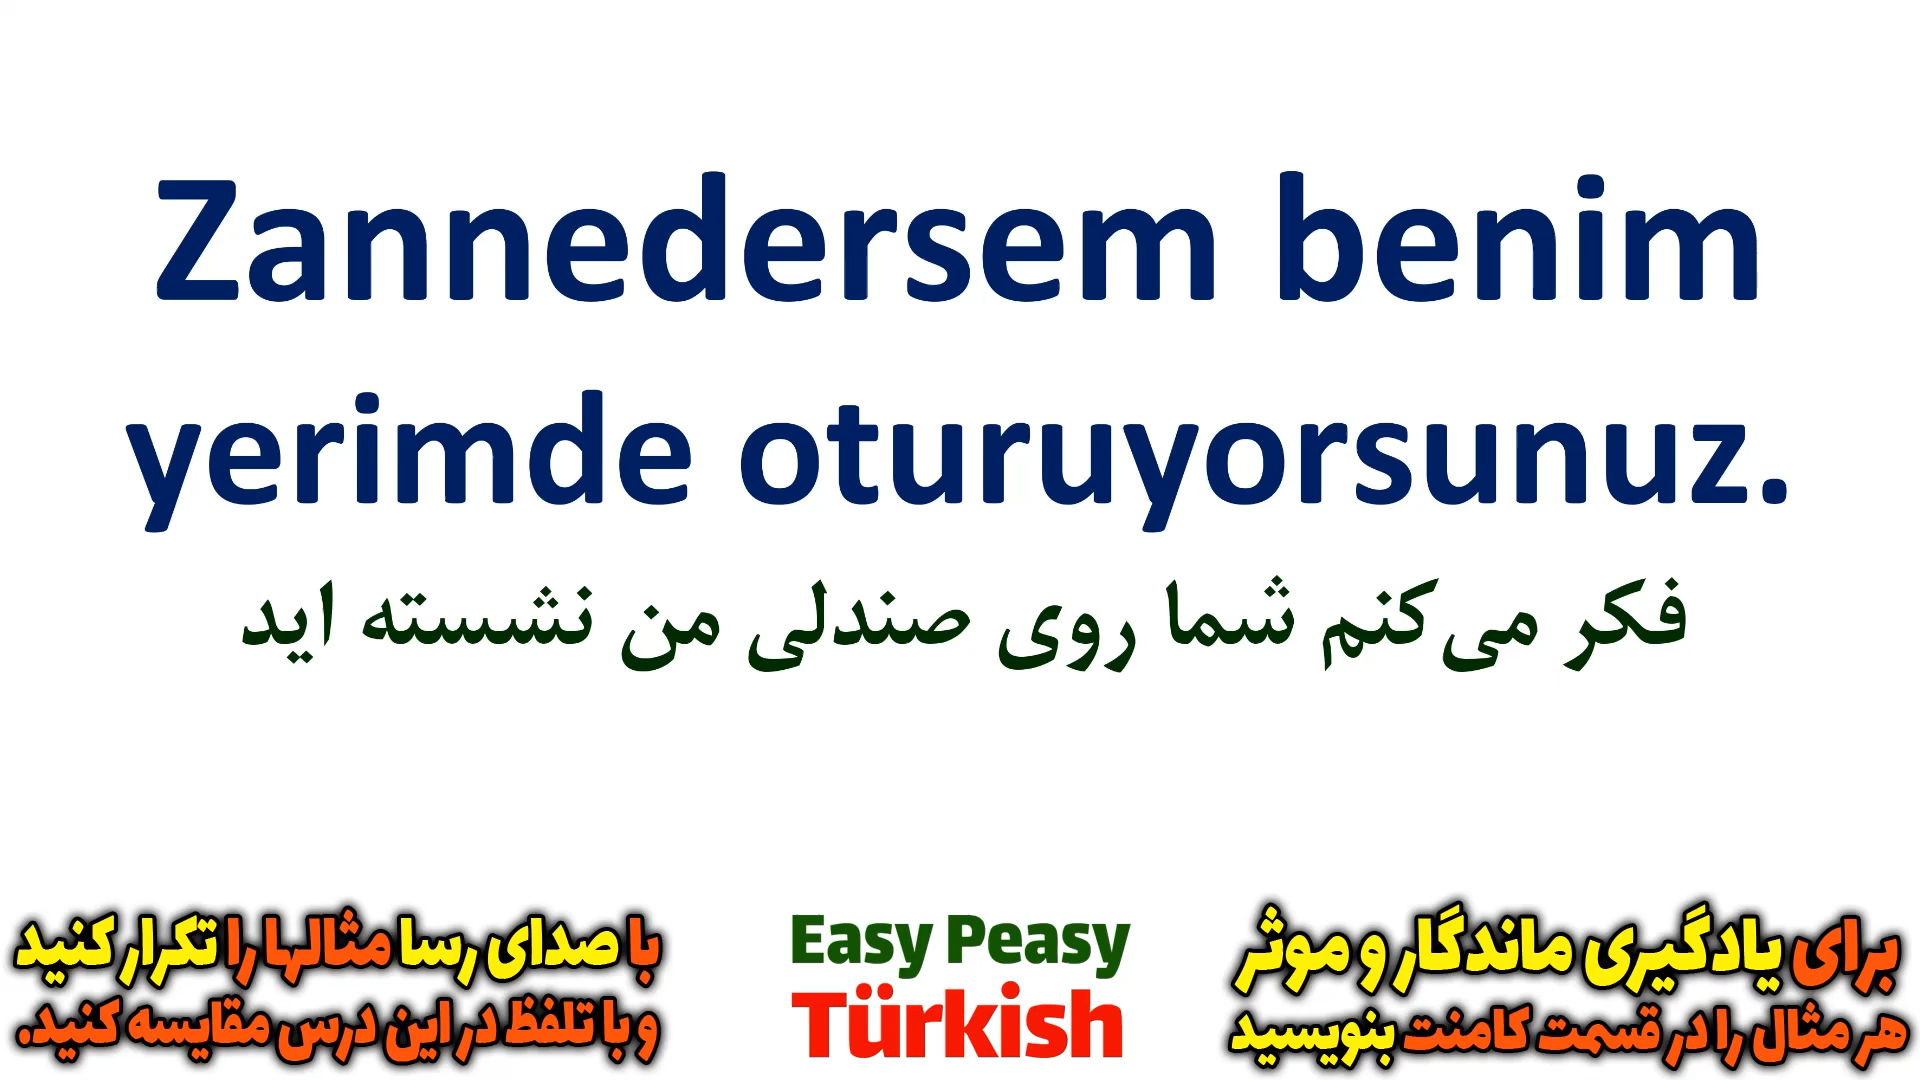 Zannedersem benim
yerimde oturuyorsunuz.
فکر می‌کنم شما روی صندلی من نشسته اید
برای یادگیری ماندگار و موثر
هر مثال را در قسمت کامنت بنویسید
Easy Peasy
Türkish
با صدای رسا مثالها را تکرار کنید
و با تلفظ در این درس مقایسه کنید.